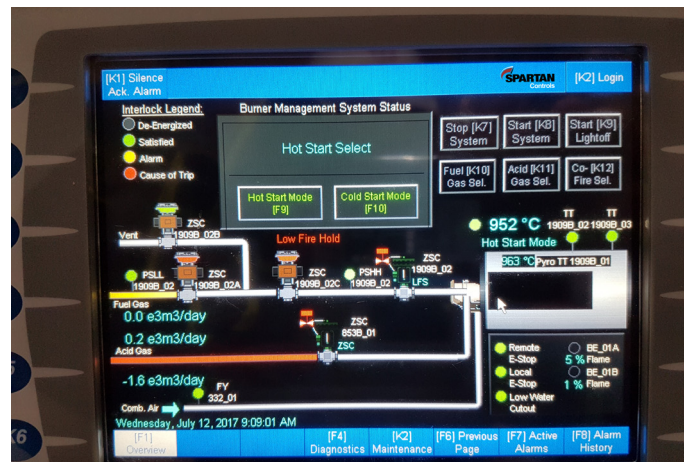 [K1] Silence
Ack. Alarm
SPARTAN
Controls
[K2] Login
Interlock Legend:
De-Energized
Satisfied
Alarm
Cause of Trip
Burner Management System Status
Hot Start Select
Hot Start Mode
[F9]
Cold Start Mode
[F10]
Stop [K7]
System
Start [K8]
System
Start [K9]
Lightoff
Fuel [K10]
Gas Sel.
Acid [K11]
Gas Sel.
Co- [K12]
Fire Sel.
Low Fire Hold
952 °C
TT
1909B_02
TT
1909B_03
Hot Start Mode
963 °C Pyro TT 1909B_01
Vent
ZSC
1909B_02B
PSLL
1909B_02
ZSC
1909B_02A
ZSC
1909B_02C
PSHH
1909B_02
ZSC
1909B_02
LFS
Fuel Gas
0.0 e3m3/day
0.2 e3m3/day
Acid Gas
ZSC
853B_01
ZSC
-1.6 e3m3/day
FY
332_01
Comb. Air
Remote
E-Stop
Local
E-Stop
Low Water
Cutout
BE_01A
5 % Flame
BE_01B
1 % Flame
Wednesday, July 12, 2017 9:09:01 AM
[F1]
Overview
[F4]
Diagnostics
[K2]
Maintenance
[F6] Previous
Page
[F7] Active
Alarms
[F8] Alarm
History
K6